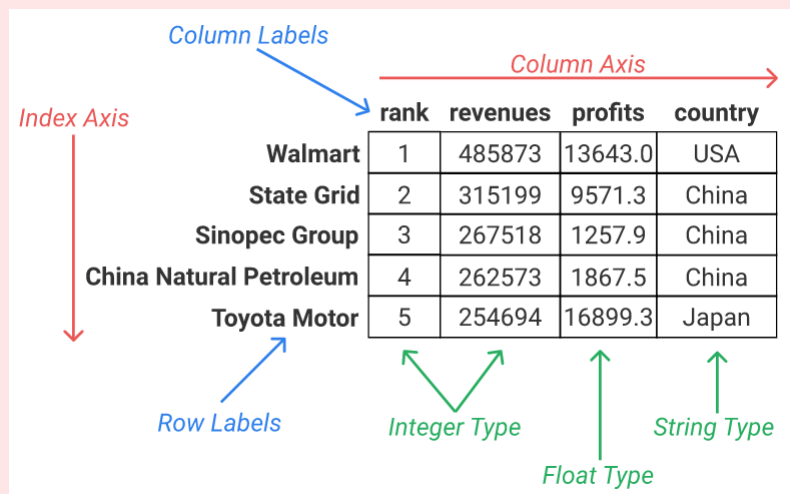 Column Labels
Column Axis
Index Axis
rank revenues profits country
Walmart 1 485873 13643.0 USA
State Grid 2 315199 9571.3 China
Sinopec Group 3 267518 1257.9 China
China Natural Petroleum 4 262573 1867.5 China
Toyota Motor 5 254694 16899.3 Japan
Row Labels
Integer Type
String Type
Float Type